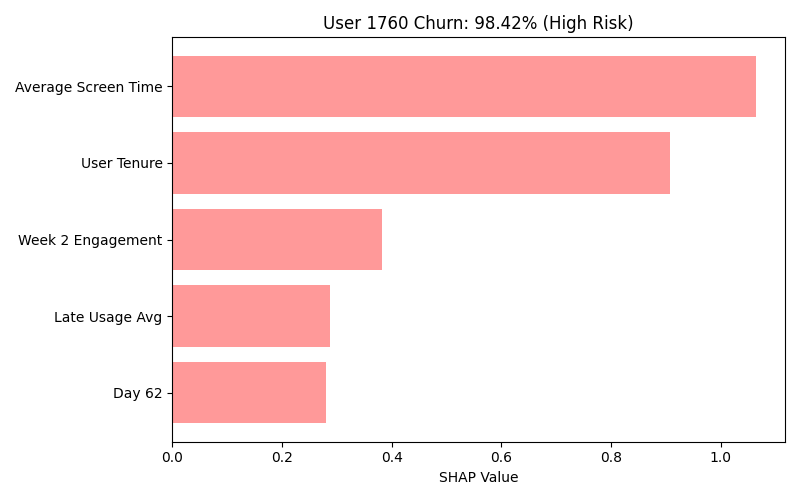 User 1760 Churn: 98.42% (High Risk)
Average Screen Time
User Tenure
Week 2 Engagement
Late Usage Avg
Day 62
0.0 0.2 0.4 0.6 0.8 1.0
SHAP Value